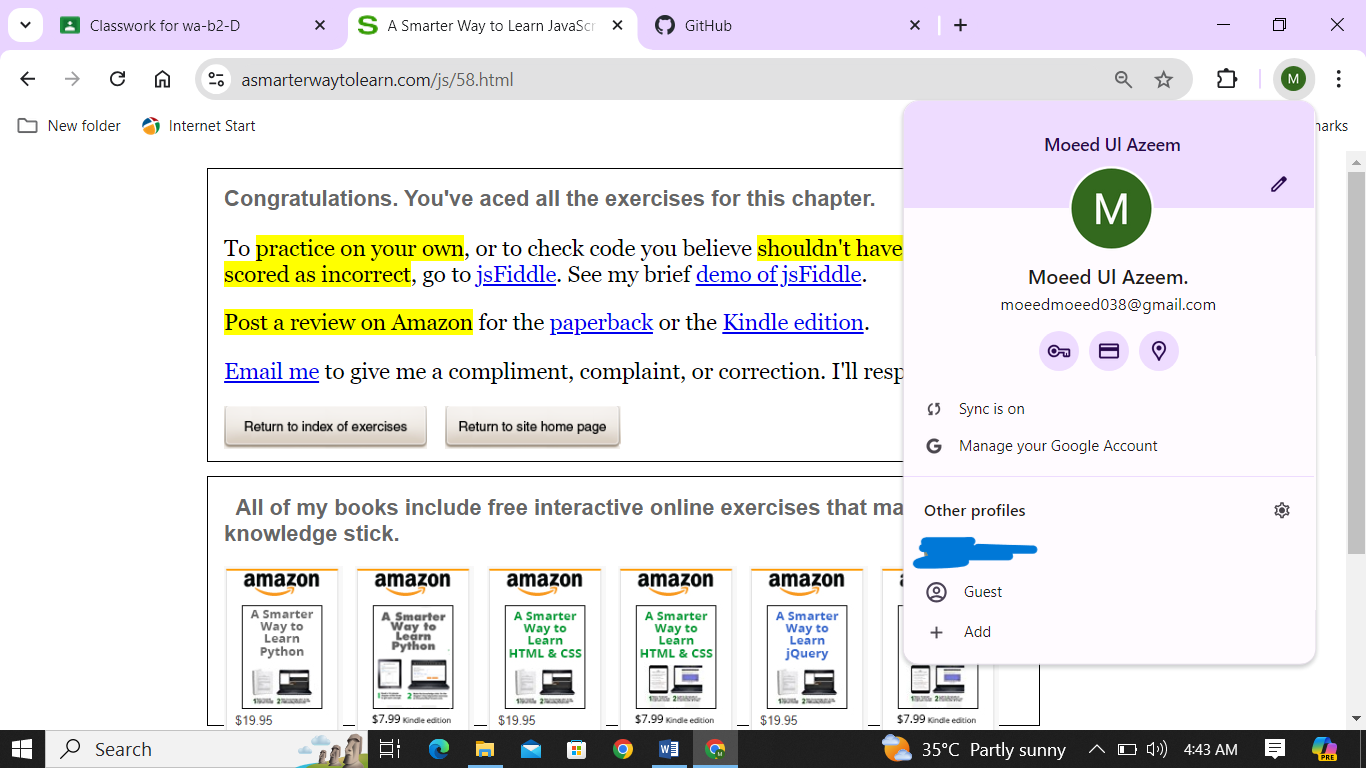 Classwork for wa-b2-D
A Smarter Way to Learn JavaScr
GitHub
asmarterwaytolearn.com/js/58.html
M
New folder
Internet Start
marks
Moeed Ul Azeem
M
Moeed Ul Azeem.
moeedmoeed038@gmail.com
Sync is on
Manage your Google Account
Other profiles
Guest
Add
Congratulations. You've aced all the exercises for this chapter.
To practice on your own, or to check code you believe shouldn't have
scored as incorrect, go to jsFiddle. See my brief demo of jsFiddle.
Post a review on Amazon for the paperback or the Kindle edition.
Email me to give me a compliment, complaint, or correction. I'll resp
Return to index of exercises
Return to site home page
All of my books include free interactive online exercises that ma
knowledge stick.
amazon
A Smarter
Way to
Learn
Python
$19.95
amazon
A Smarter
Way to
Learn
Python
$7.99 Kindle edition
amazon
A Smarter
Way to
Learn
HTML & CSS
$19.95
amazon
A Smarter
Way to
Learn
HTML & CSS
$7.99 Kindle edition
amazon
A Smarter
Way to
Learn
jQuery
$19.95
$7.99 Kindle edition
Search
35°C Partly sunny
4:43 AM
PRE